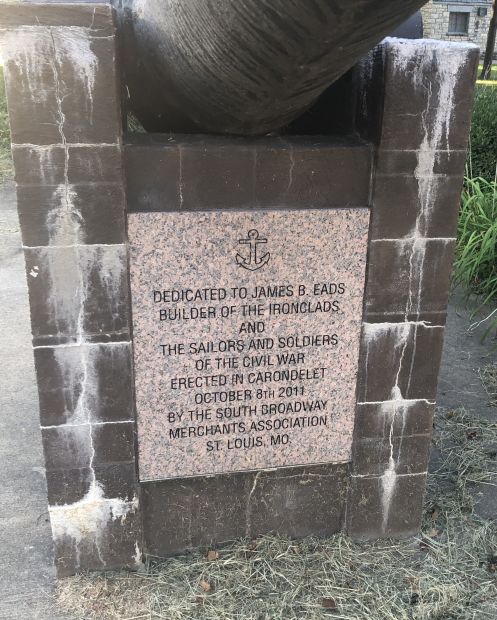 DEDICATED TO JAMES B. EADS
BUILDER OF THE IRONCLADS
AND
THE SAILORS AND SOLDIERS
OF THE CIVIL WAR
ERECTED IN CARONDELET
OCTOBER 8TH 2011
BY THE SOUTH BROADWAY
MERCHANTS ASSOCIATION
ST. LOUIS, MO.